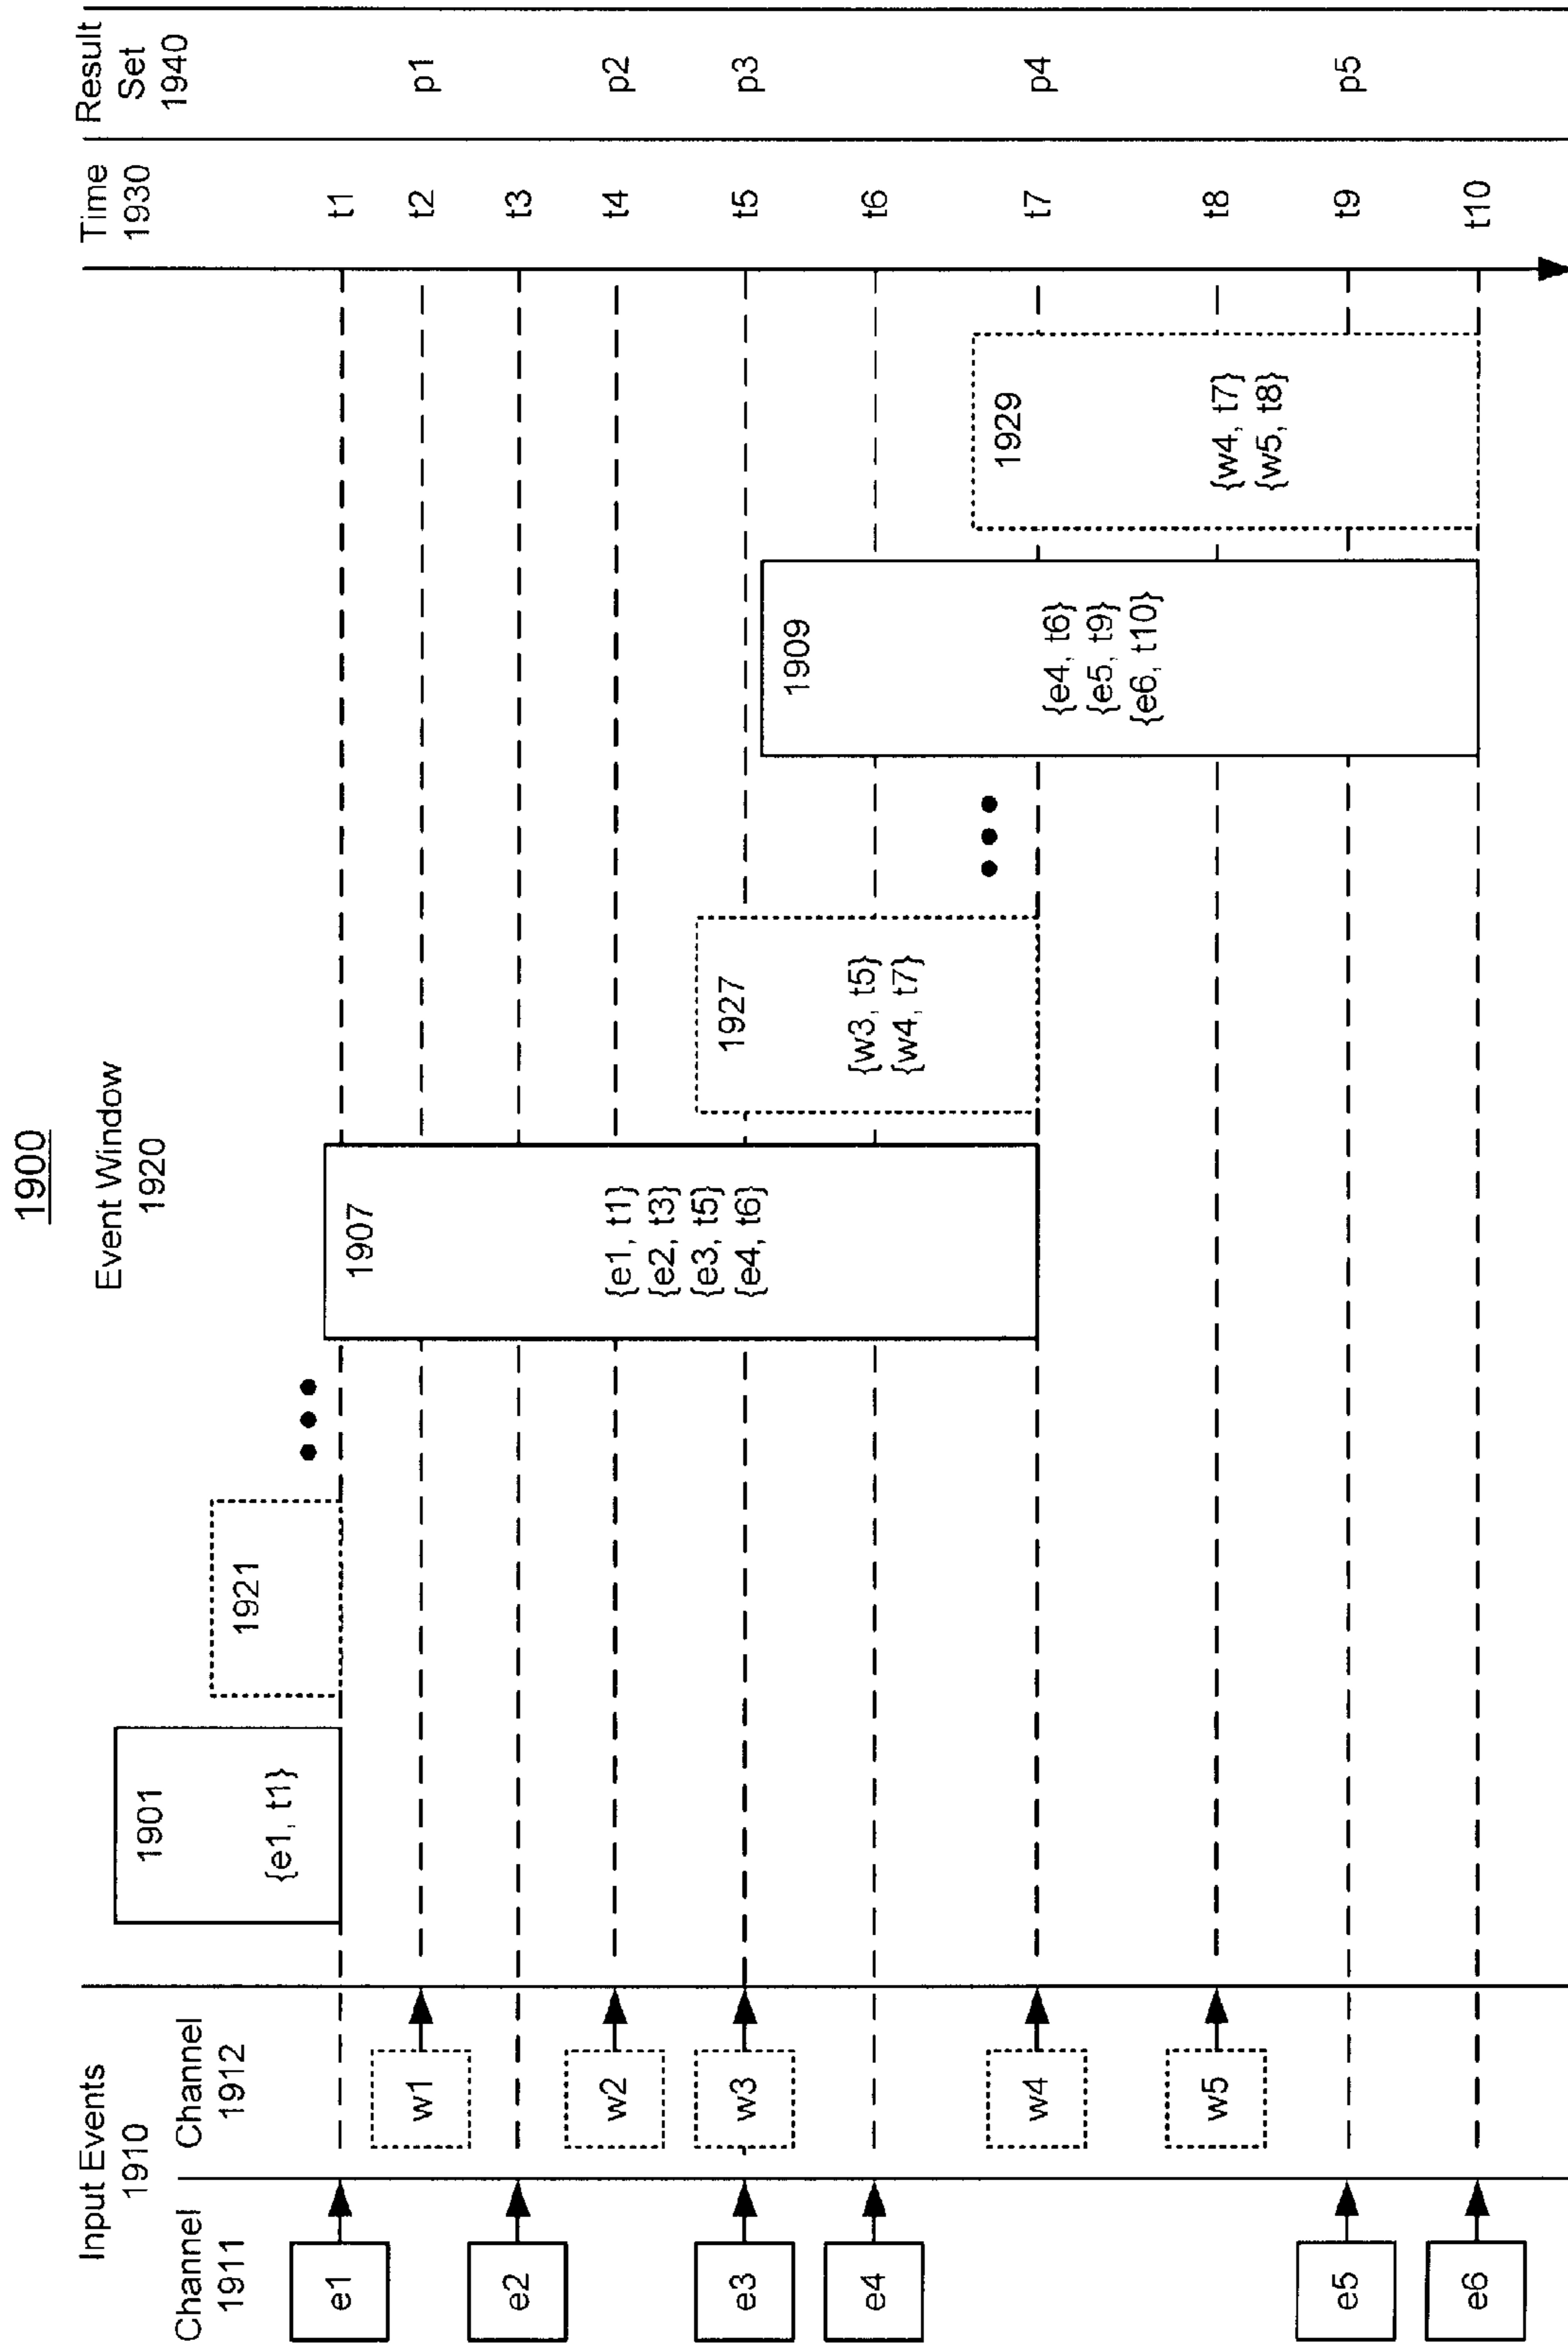 1900
Input Events
1910
Channel
1911
Channel
1912
Event Window
1920
Time
1930
Result
Set
1940
e1
e2
e3
e4
e5
e6
w1
w2
w3
w4
w5
1901
{e1, t1}
1921
1907
{e1, t1}
{e2, t3}
{e3, t5}
{e4, t6}
1927
{w3, t5}
{w4, t7}
1909
{e4, t6}
{e5, t9}
{e6, t10}
1929
{w4, t7}
{w5, t8}
t1
t2
t3
t4
t5
t6
t7
t8
t9
t10
p1
p2
p3
p4
p5